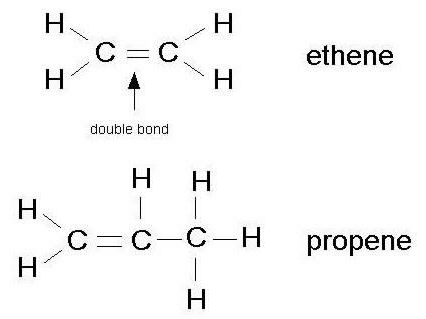 H H
C = C ethene
H H
double bond
H H
H
C = C – C – H propene
H
H